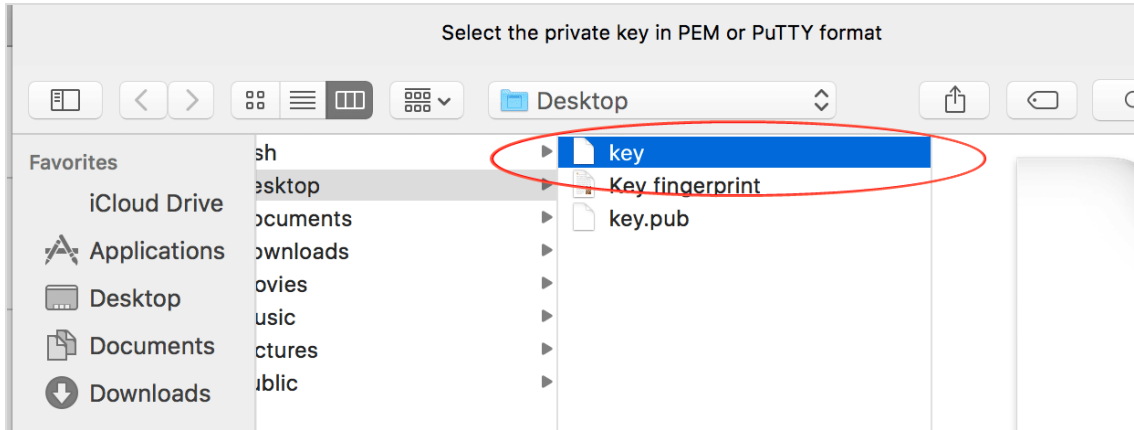 Select the private key in PEM or PuTTY format
Desktop
Favorites
iCloud Drive
Applications
Desktop
Documents
Downloads
sh
esktop
ocuments
ownloads
ovies
usic
ctures
ublic
key
Key fingerprint
key.pub